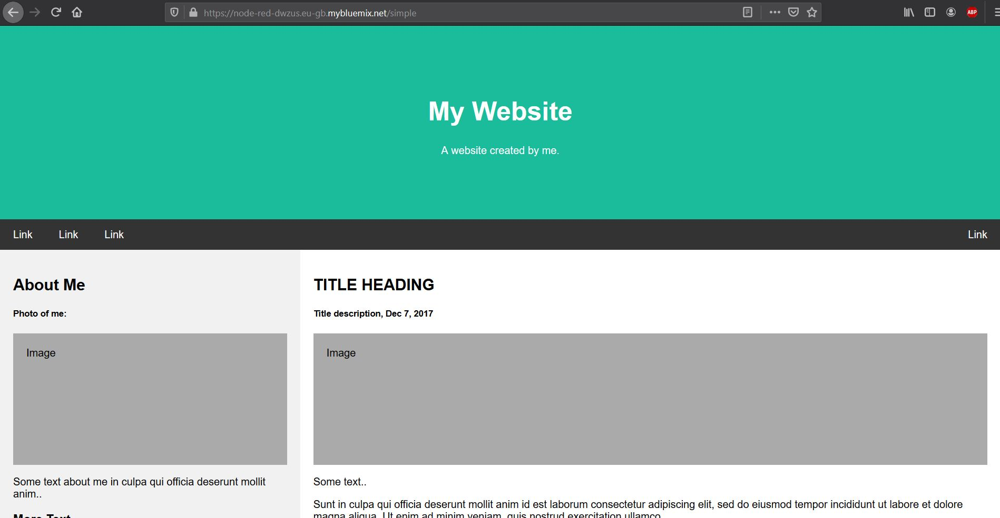 https://node-red-dwzus.eu-gb.mybluemix.net/simple
ABP
My Website
A website created by me.
Link Link Link Link
About Me
Photo of me:
Image
Some text about me in culpa qui officia deserunt mollit
anim..
More Text
TITLE HEADING
Title description, Dec 7, 2017
Image
Some text..
Sunt in culpa qui officia deserunt mollit anim id est laborum consectetur adipiscing elit, sed do eiusmod tempor incididunt ut labore et dolore
magna aliqua. Ut enim ad minim veniam, quis nostrud exercitation ullamco